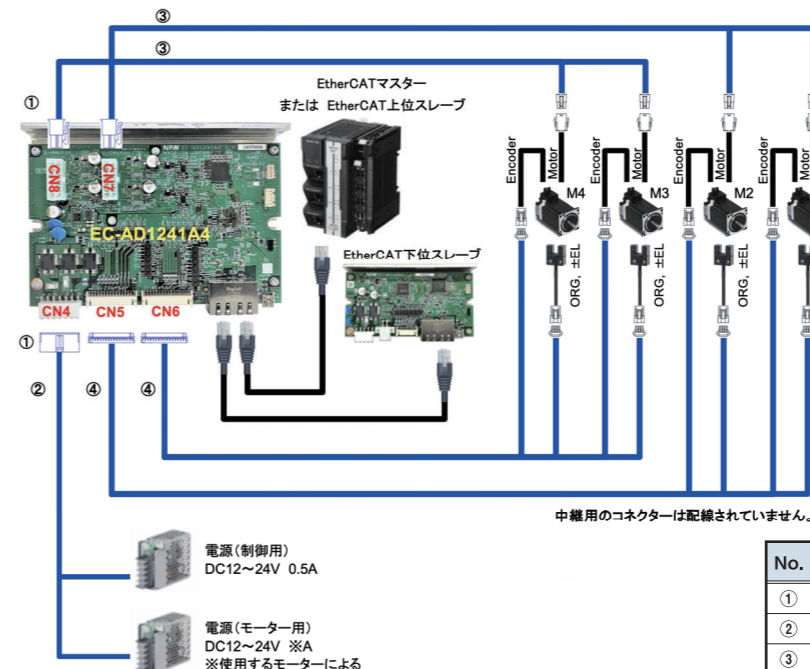 ③
③
①
EtherCATマスター
または EtherCAT上位スレーブ
NPM
CN8
CN7
EC-AD1241A4
EtherCAT下位スレーブ
CN4
CN5
CN6
①
②
④
④
Encoder
Motor
M4
ORG, ±EL
Encoder
Motor
M3
ORG, ±EL
Encoder
Motor
M2
ORG, ±EL
Encoder
Motor
中継用のコネクターは配線されていません。
電源(制御用)
DC12～24V 0.5A
電源(モーター用)
DC12～24V ※A
※使用するモーターによる
No.
①
②
③